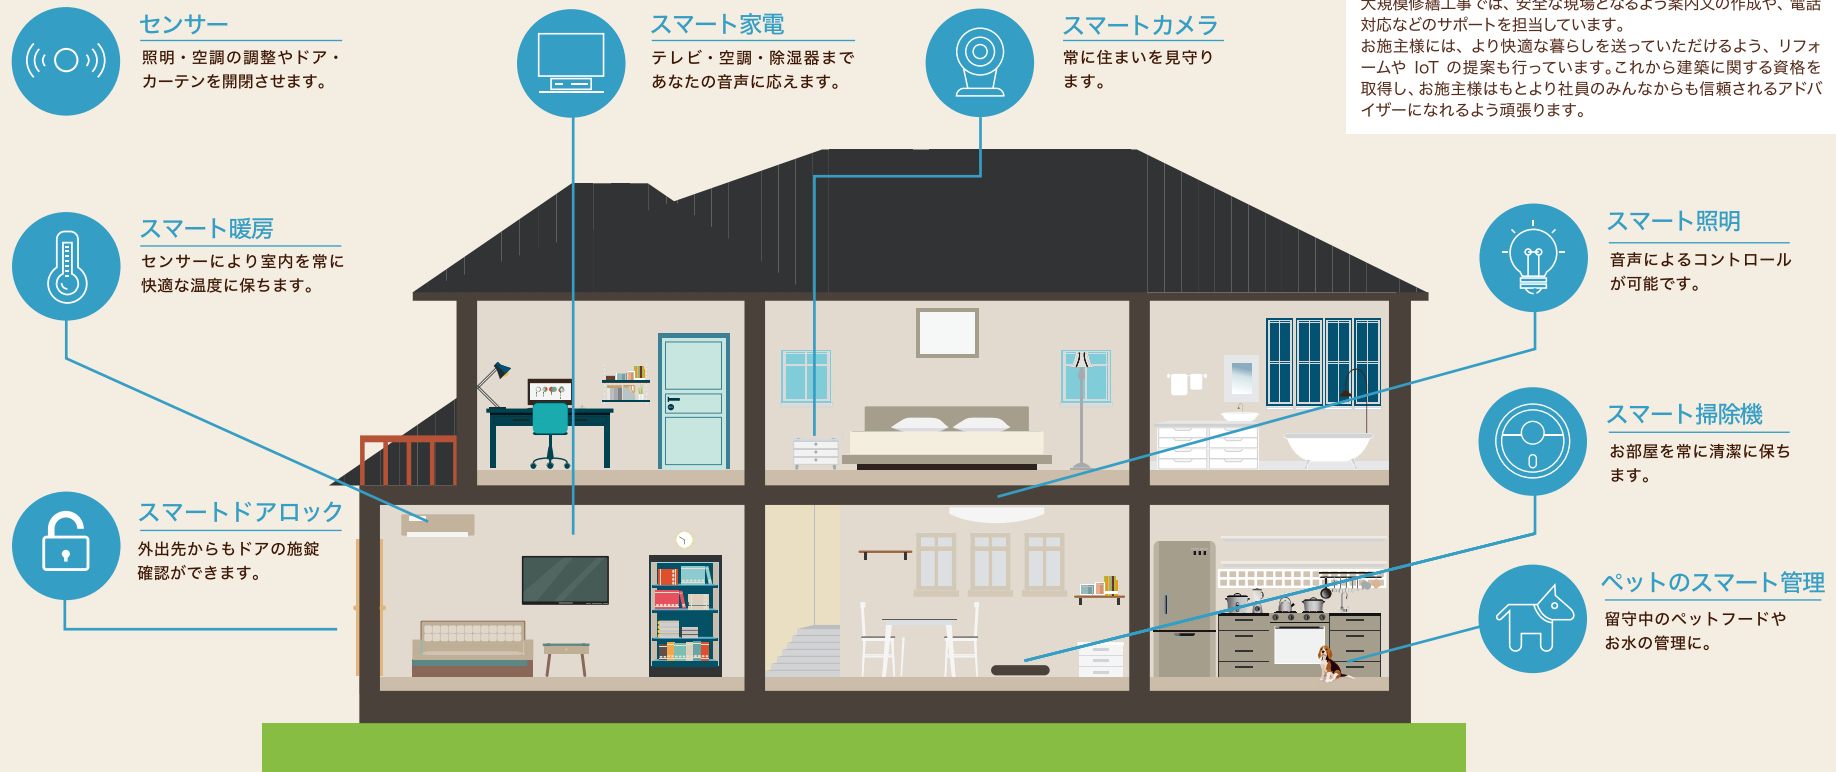 センサー
照明・空調の調整やドア・
カーテンを開閉させます。
スマート家電
テレビ・空調・除湿器まで
あなたの音声に応えます。
スマートカメラ
常に住まいを見守り
ます。
大規模修繕工事では、安全な現場となるよう案内文の作成や、電話
対応などのサポートを担当しています。
お施主様には、より快適な暮らしを送っていただけるよう、リフォ
ームや IoT の提案も行っています。これから建築に関する資格を
取得し、お施主様はもとより社員のみんなからも信頼されるアドバ
イザーになれるよう頑張ります。
スマート暖房
センサーにより室内を常に
快適な温度に保ちます。
スマート照明
音声によるコントロール
が可能です。
スマート掃除機
お部屋を常に清潔に保ち
ます。
スマートドアロック
外出先からもドアの施錠
確認ができます。
ペットのスマート管理
留守中のペットフードや
お水の管理に。